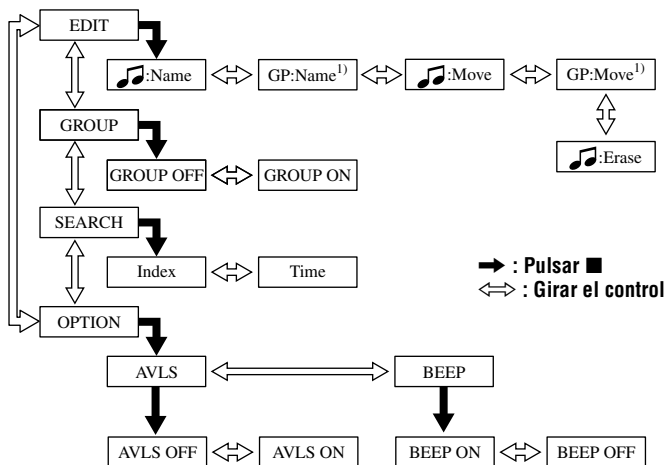 EDIT
♫:Name GP:Name1) ♫:Move GP:Move1)
GROUP
♫:Erase
GROUP OFF GROUP ON
SEARCH
Index Time
: Pulsar ■
: Girar el control
OPTION
AVLS BEEP
AVLS OFF AVLS ON BEEP ON BEEP OFF